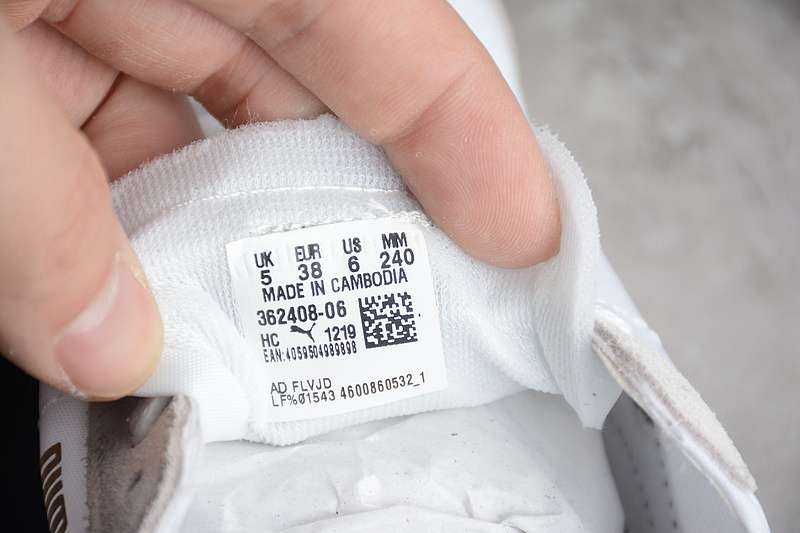 UK EUR US MM
5 38 6 240
MADE IN CAMBODIA
362408-06
HC 1219
EAN:4059504989898
AD FLVJD
LF%01543 4600860532_1